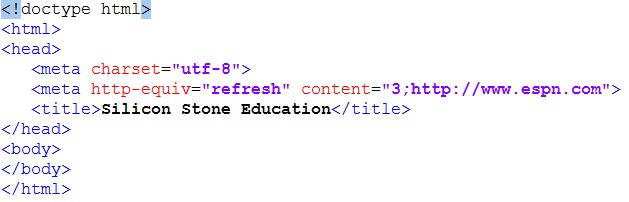 <!doctype html>
<html>
<head>
<meta charset="utf-8">
<meta http-equiv="refresh" content="3;http://www.espn.com">
<title>Silicon Stone Education</title>
</head>
<body>
</body>
</html>